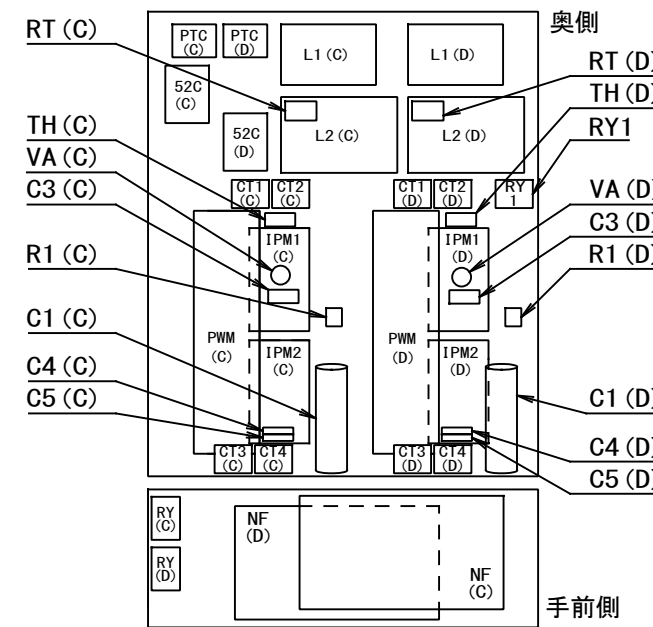 奥側
PTC
(C)
PTC
(D)
L1(C)
L1(D)
RT(C)
RT(D)
52C
(C)
TH(D)
52C
(D)
L2(C)
L2(D)
TH(C)
RY1
VA(C)
CT1
(C)
CT2
(C)
CT1
(D)
CT2
(D)
RY
1
VA(D)
C3(C)
C3(D)
IPM1
(C)
IPM1
(D)
R1(C)
R1(D)
C1(C)
PWM
(C)
PWM
(D)
IPM2
(C)
IPM2
(D)
C4(C)
C1(D)
C5(C)
C4(D)
CT3
(C)
CT4
(C)
CT3
(D)
CT4
(D)
C5(D)
RY
(C)
NF
(D)
RY
(D)
NF
(C)
手前側